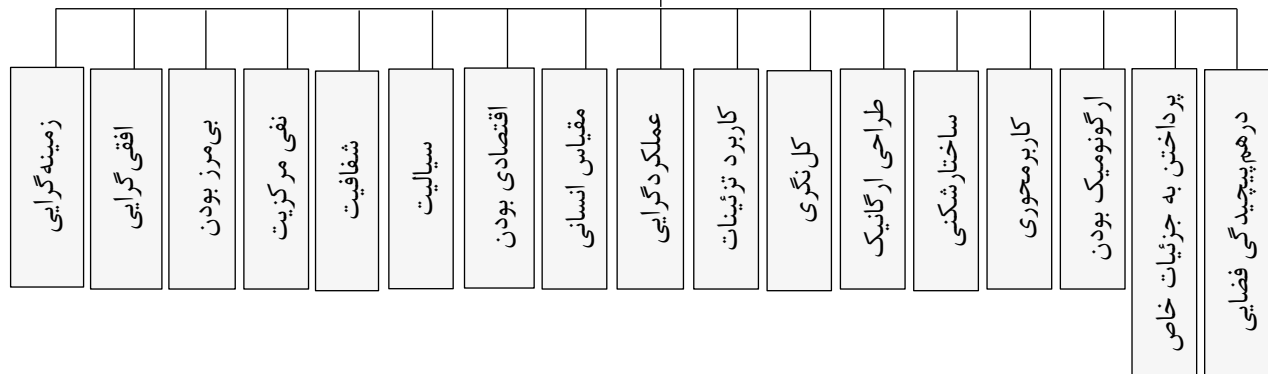 درهم‌پیچیدگی فضایی
پرداختن به جزئیات خاص
ارگونومیک بودن
کاربرمحوری
ساختارشکنی
طراحی ارگانیک
کل‌نگری
کاربرد تزئینات
عملکردگرایی
مقیاس انسانی
اقتصادی بودن
سیالیت
شفافیت
نفی مرکزیت
بی‌مرز بودن
افقی‌گرایی
زمینه‌گرایی